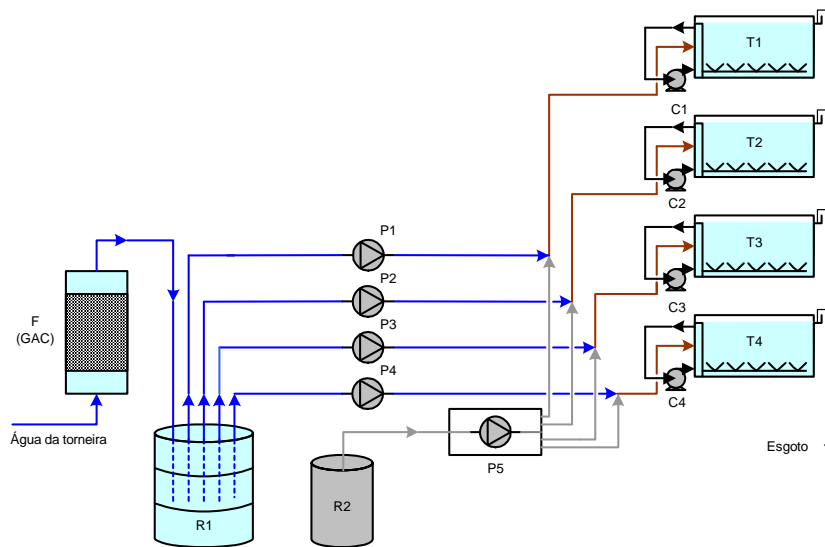 T1
C1
T2
C2
P1
T3
P2
C3
F
(GAC)
P3
T4
P4
C4
Água da torneira
Esgoto
P5
R2
R1